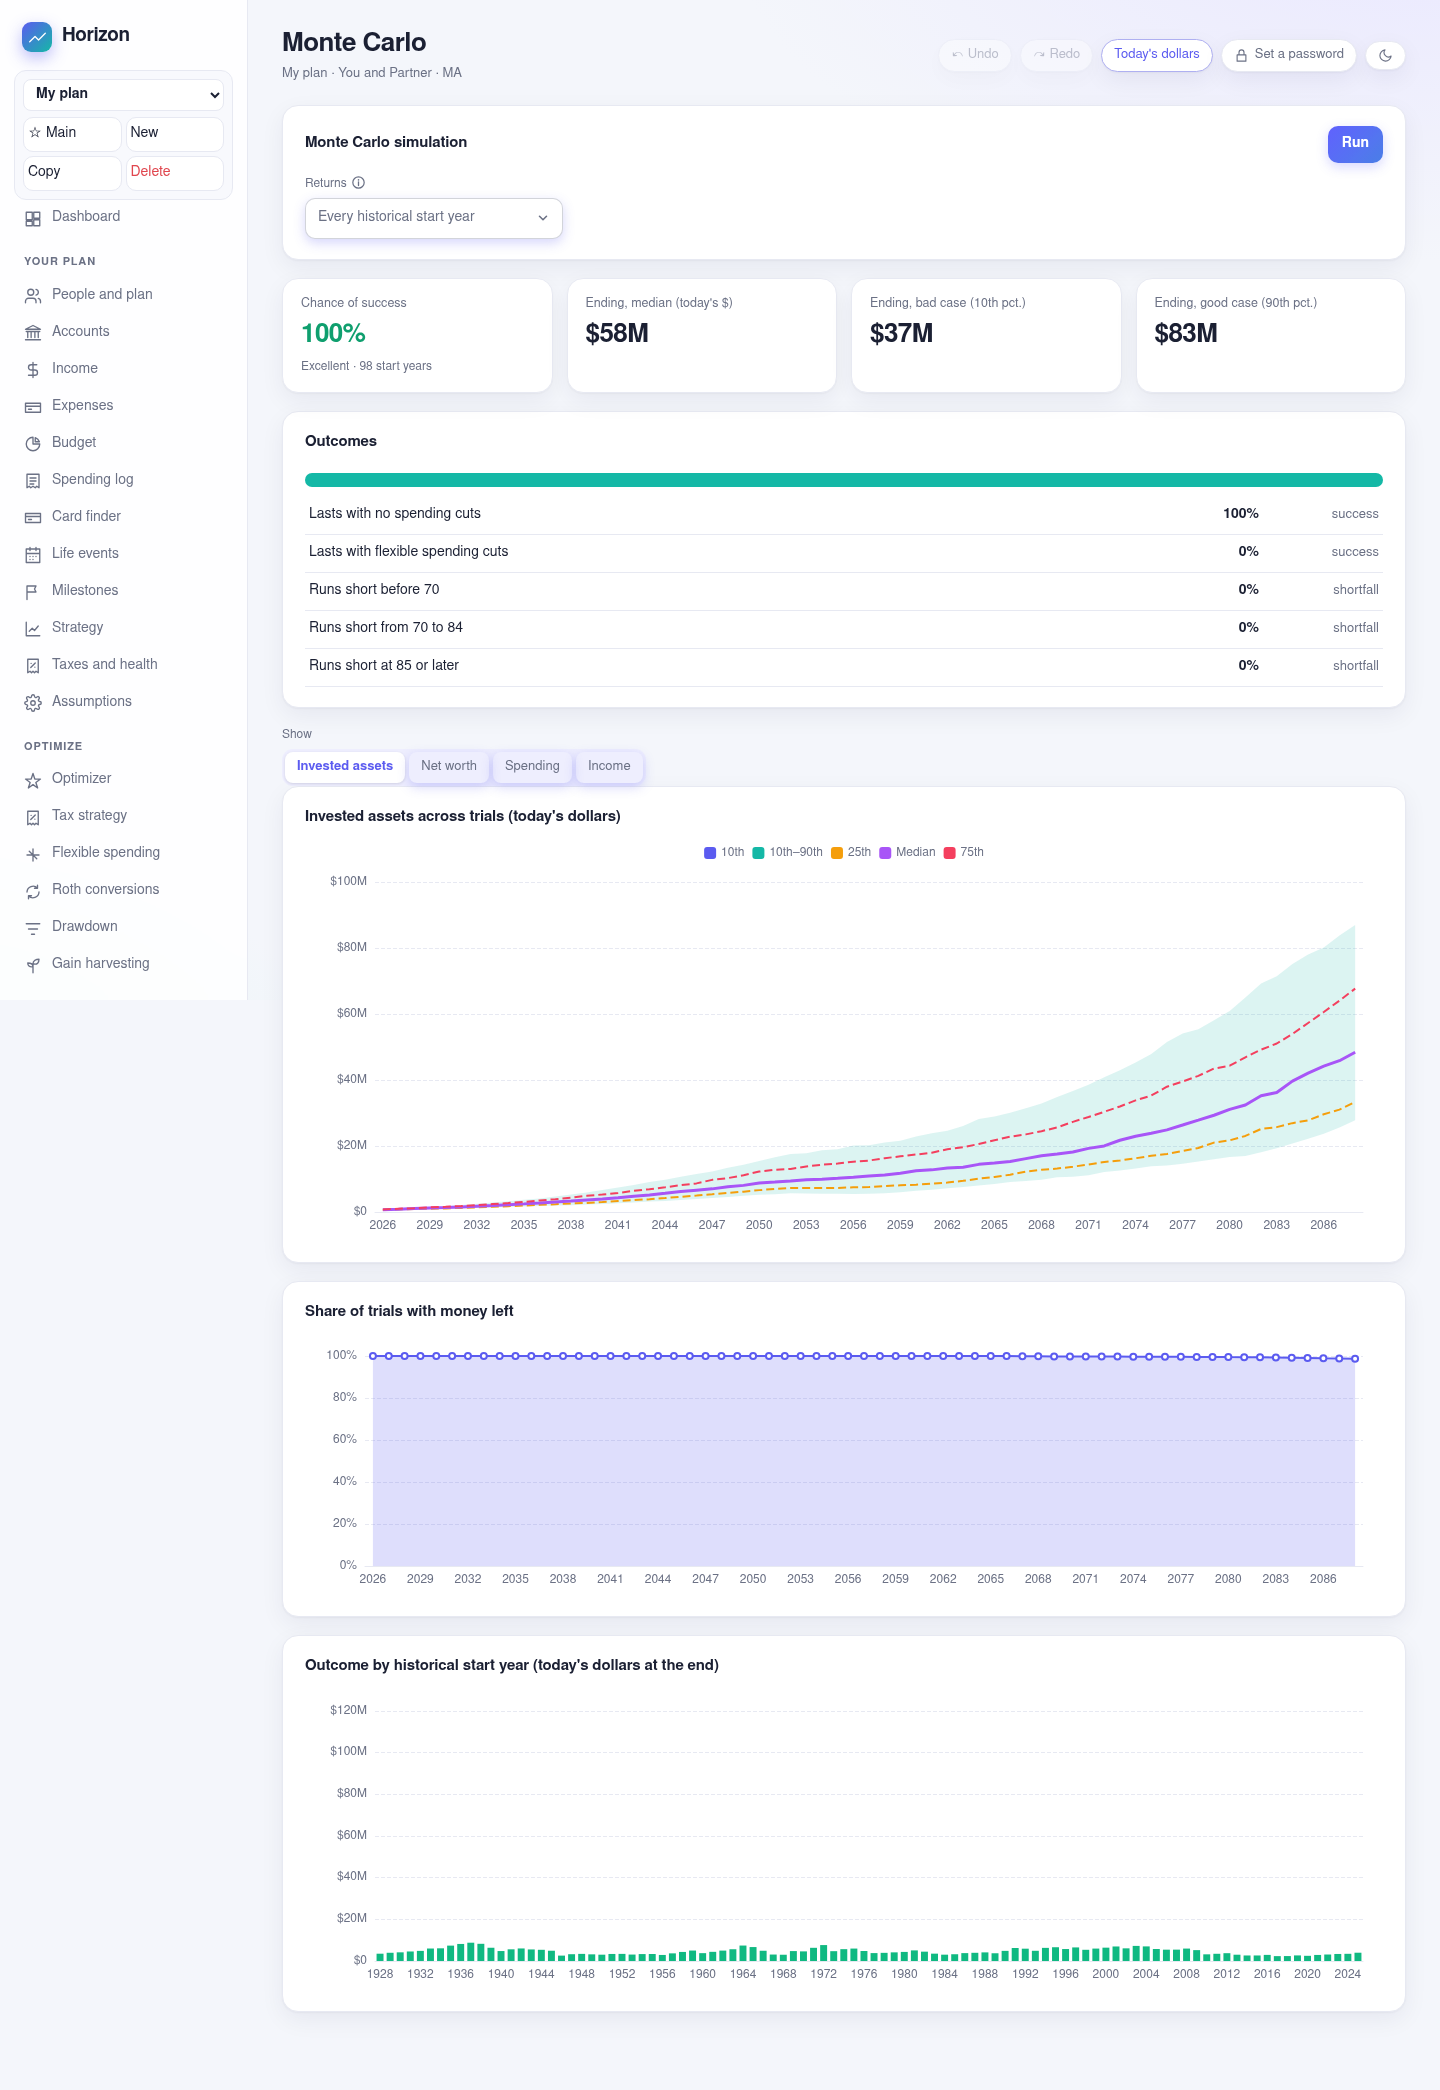 Horizon
My plan
☆ Main
New
Copy
Delete
Dashboard
YOUR PLAN
People and plan
Accounts
Income
Expenses
Budget
Spending log
Card finder
Life events
Milestones
Strategy
Taxes and health
Assumptions
OPTIMIZE
Optimizer
Tax strategy
Flexible spending
Roth conversions
Drawdown
Gain harvesting
Monte Carlo
My plan · You and Partner · MA
Undo
Redo
Today's dollars
Set a password
Monte Carlo simulation
Run
Returns
Every historical start year
Chance of success
100%
Excellent · 98 start years
Ending, median (today's $)
$58M
Ending, bad case (10th pct.)
$37M
Ending, good case (90th pct.)
$83M
Outcomes
Lasts with no spending cuts 100% success
Lasts with flexible spending cuts 0% success
Runs short before 70 0% shortfall
Runs short from 70 to 84 0% shortfall
Runs short at 85 or later 0% shortfall
Show
Invested assets Net worth Spending Income
Invested assets across trials (today's dollars)
10th 10th–90th 25th Median 75th
$100M
$80M
$60M
$40M
$20M
$0
2026 2029 2032 2035 2038 2041 2044 2047 2050 2053 2056 2059 2062 2065 2068 2071 2074 2077 2080 2083 2086
Share of trials with money left
100%
80%
60%
40%
20%
0%
2026 2029 2032 2035 2038 2041 2044 2047 2050 2053 2056 2059 2062 2065 2068 2071 2074 2077 2080 2083 2086
Outcome by historical start year (today's dollars at the end)
$120M
$100M
$80M
$60M
$40M
$20M
$0
1928 1932 1936 1940 1944 1948 1952 1956 1960 1964 1968 1972 1976 1980 1984 1988 1992 1996 2000 2004 2008 2012 2016 2020 2024